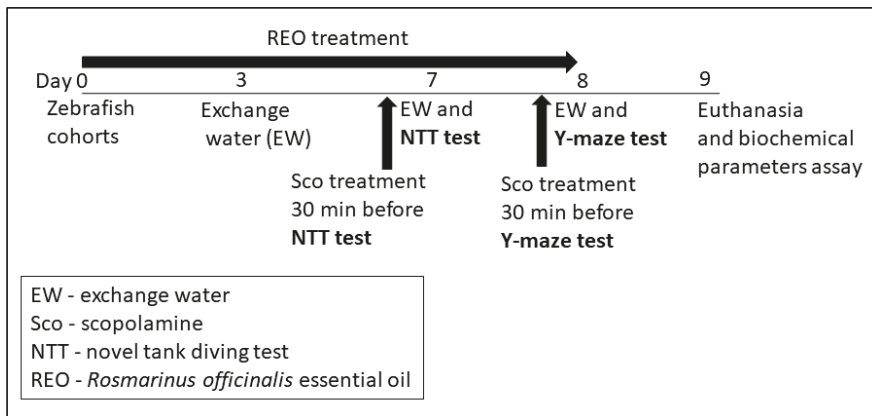 REO treatment
Day 0 3 7 8 9
Zebrafish
cohorts
Exchange
water (EW)
EW and
NTT test
EW and
Y-maze test
Euthanasia
and biochemical
parameters assay
Sco treatment
30 min before
NTT test
Sco treatment
30 min before
Y-maze test
EW - exchange water
Sco - scopolamine
NTT - novel tank diving test
REO - Rosmarinus officinalis essential oil